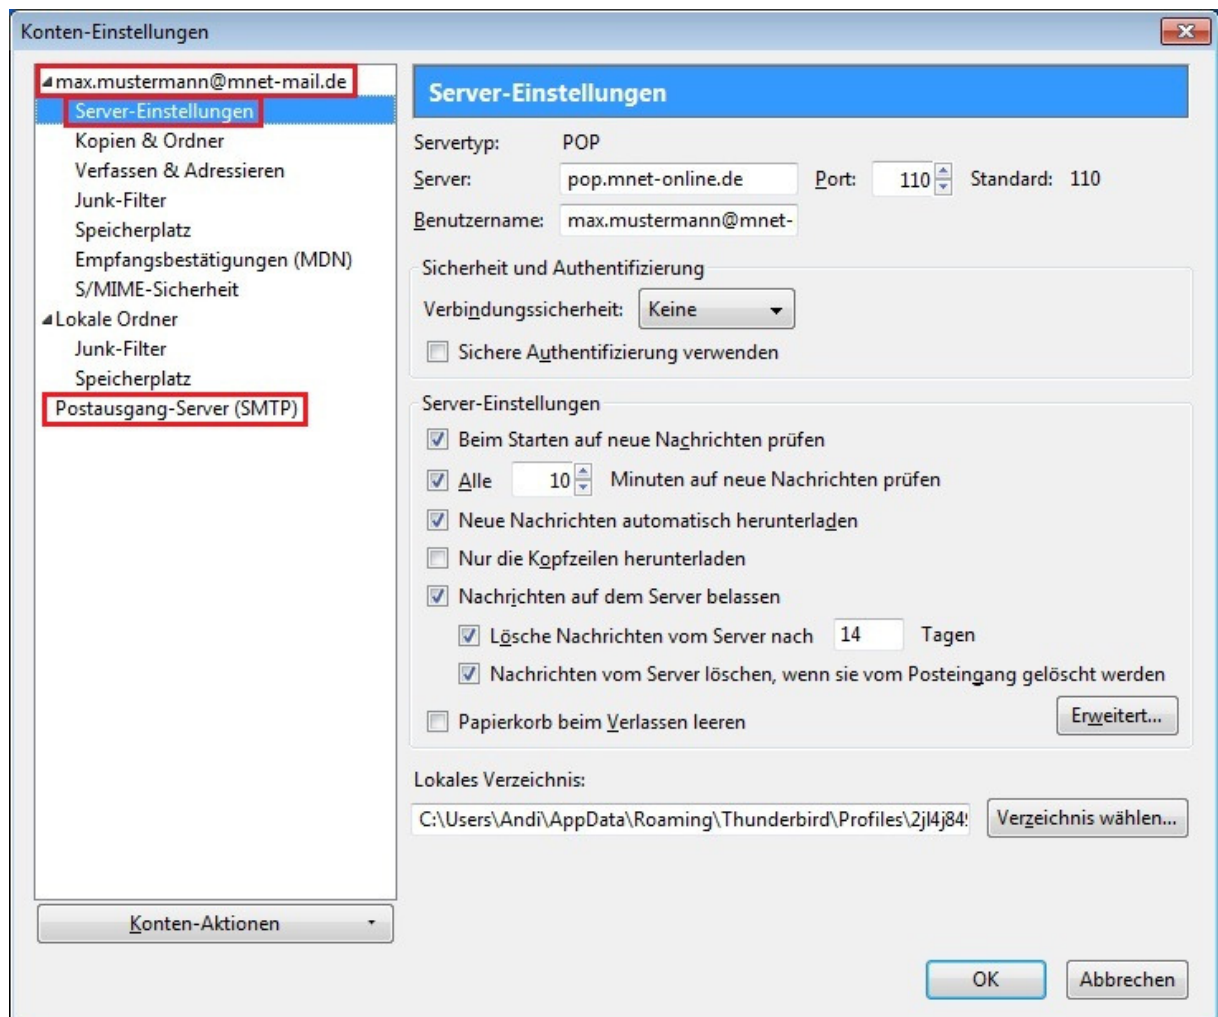 Konten-Einstellungen
max.mustermann@mnet-mail.de
Server-Einstellungen
Kopien & Ordner
Verfassen & Adressieren
Junk-Filter
Speicherplatz
Empfangsbestätigungen (MDN)
S/MIME-Sicherheit
Lokale Ordner
Junk-Filter
Speicherplatz
Postausgang-Server (SMTP)
Konten-Aktionen
Server-Einstellungen
Servertyp: POP
Server: pop.mnet-online.de Port: 110 Standard: 110
Benutzername: max.mustermann@mnet-
Sicherheit und Authentifizierung
Verbindungssicherheit: Keine
Sichere Authentifizierung verwenden
Server-Einstellungen
Beim Starten auf neue Nachrichten prüfen
Alle 10 Minuten auf neue Nachrichten prüfen
Neue Nachrichten automatisch herunterladen
Nur die Kopfzeilen herunterladen
Nachrichten auf dem Server belassen
Lösche Nachrichten vom Server nach 14 Tagen
Nachrichten vom Server löschen, wenn sie vom Posteingang gelöscht werden
Papierkorb beim Verlassen leeren Erweitert...
Lokales Verzeichnis:
C:\Users\Andi\AppData\Roaming\Thunderbird\Profiles\2jl4j849 Verzeichnis wählen...
OK Abbrechen